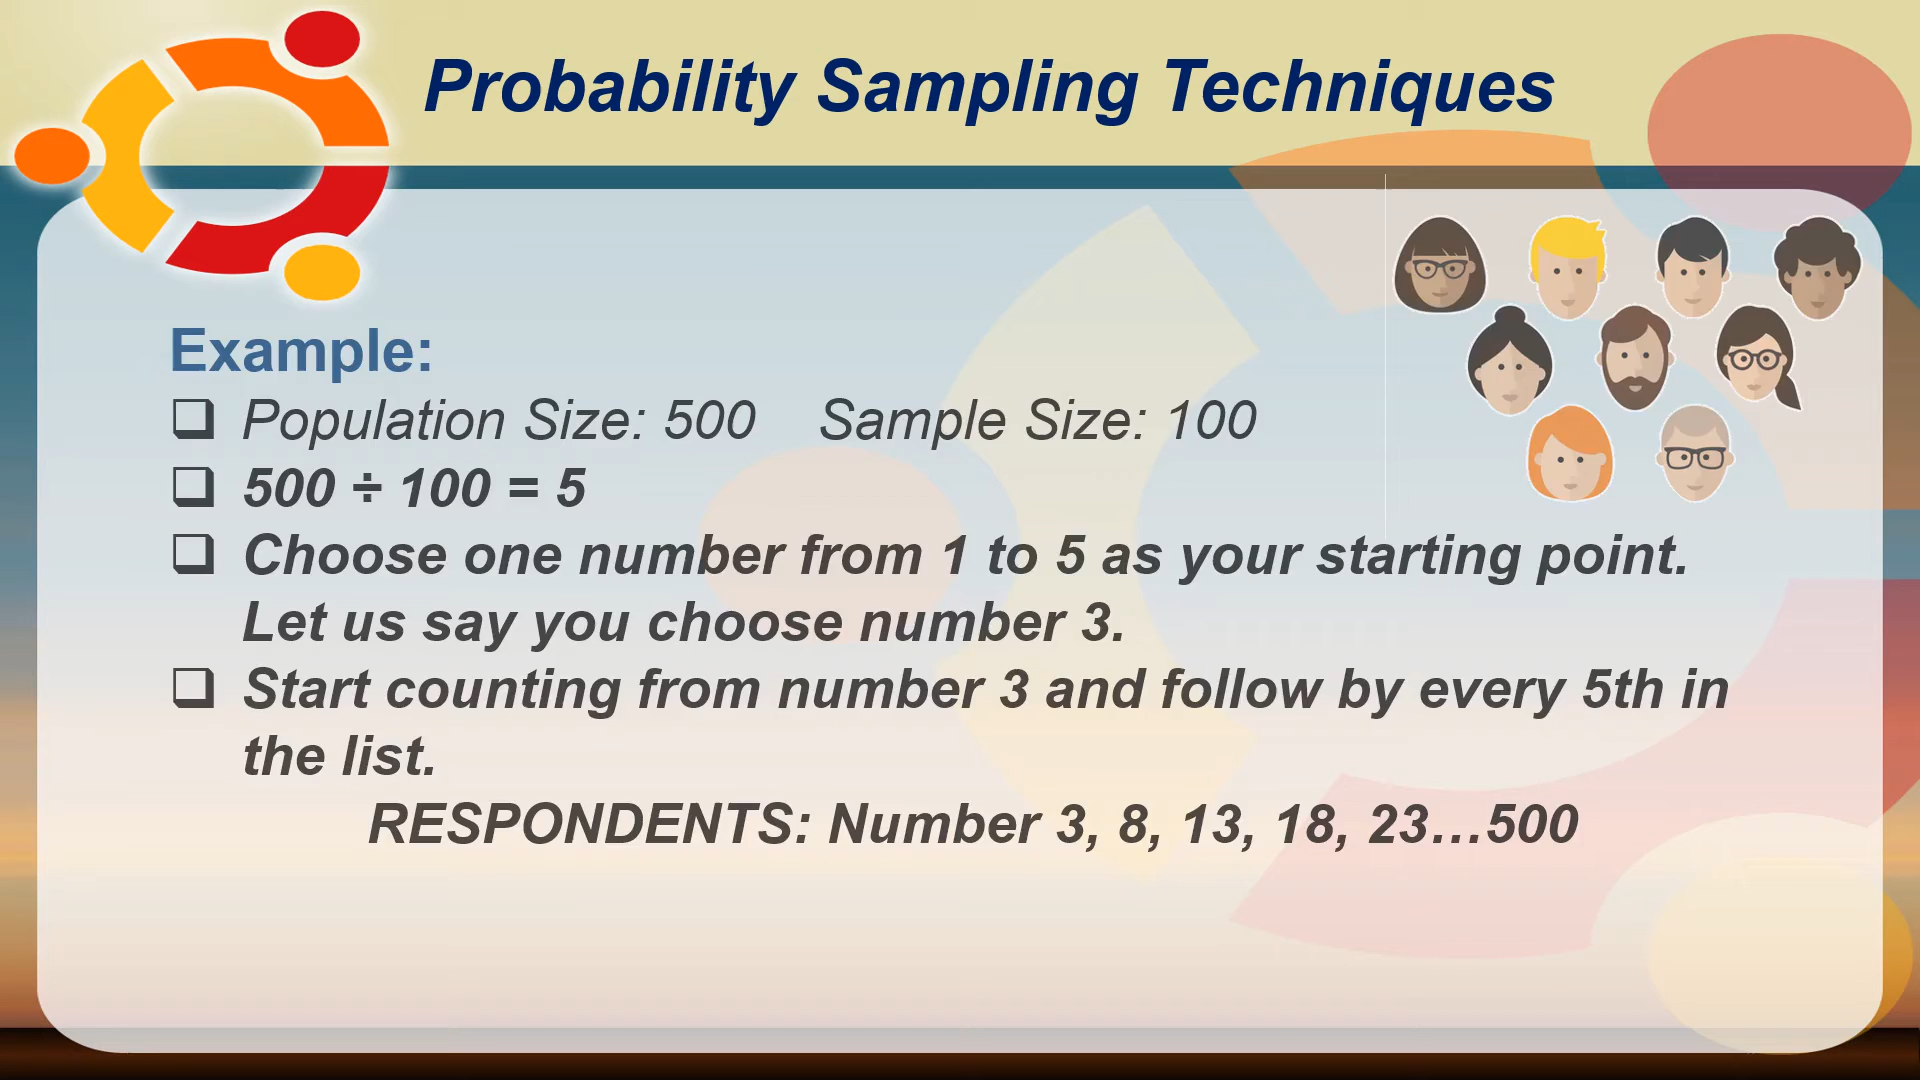 Probability Sampling Techniques
Example:
Population Size: 500 Sample Size: 100
500 ÷ 100 = 5
Choose one number from 1 to 5 as your starting point.
Let us say you choose number 3.
Start counting from number 3 and follow by every 5th in
the list.
RESPONDENTS: Number 3, 8, 13, 18, 23…500